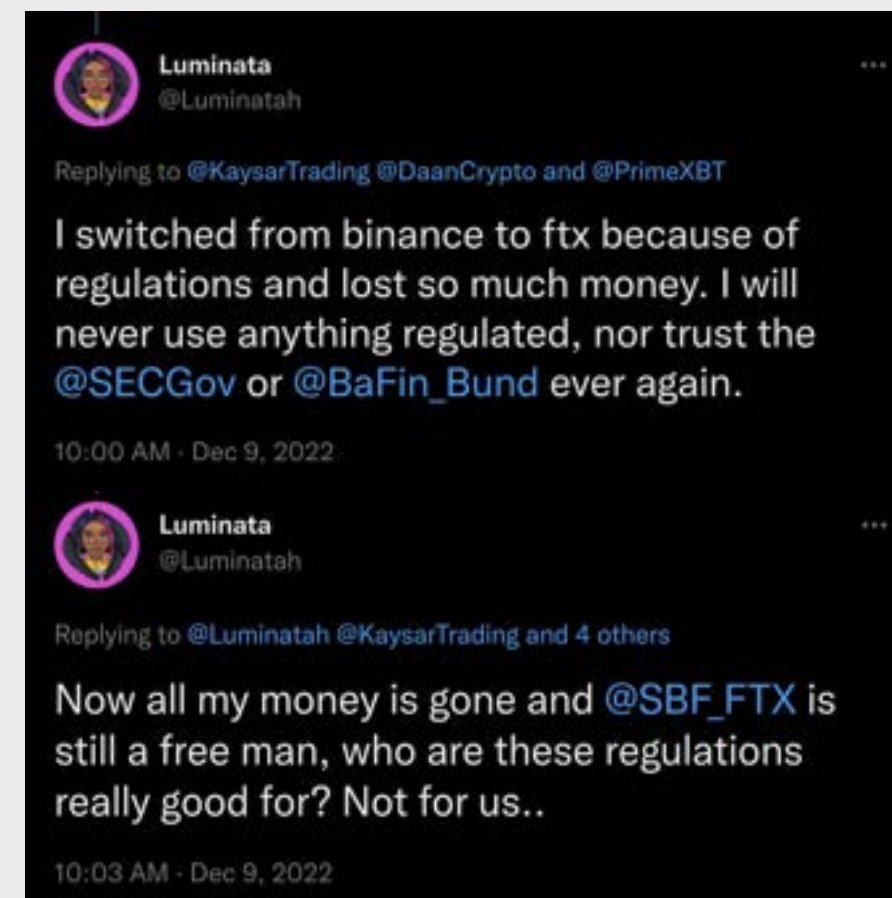 Luminata
@Luminatah
Replying to @KaysarTrading @DaanCrypto and @PrimeXBT
I switched from binance to ftx because of
regulations and lost so much money. I will
never use anything regulated, nor trust the
@SECGov or @BaFin_Bund ever again.
10:00 AM · Dec 9, 2022
Luminata
@Luminatah
Replying to @Luminatah @KaysarTrading and 4 others
Now all my money is gone and @SBF_FTX is
still a free man, who are these regulations
really good for? Not for us..
10:03 AM · Dec 9, 2022